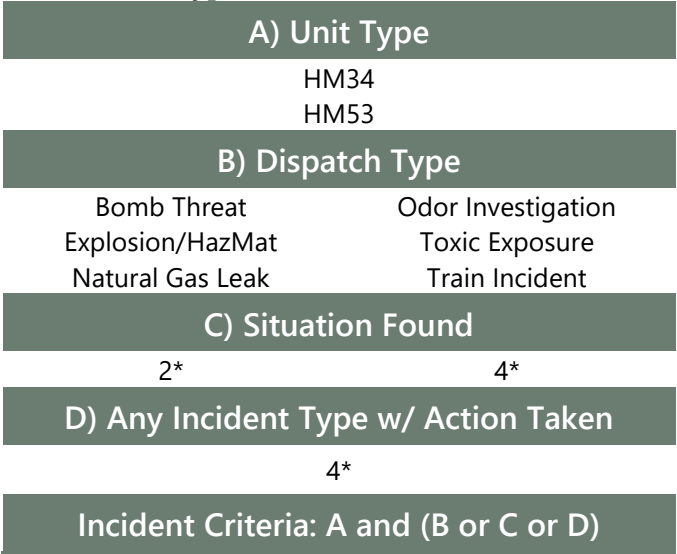 A) Unit Type
HM34
HM53
B) Dispatch Type
Bomb Threat Odor Investigation
Explosion/HazMat Toxic Exposure
Natural Gas Leak Train Incident
C) Situation Found
2* 4*
D) Any Incident Type w/ Action Taken
4*
Incident Criteria: A and (B or C or D)